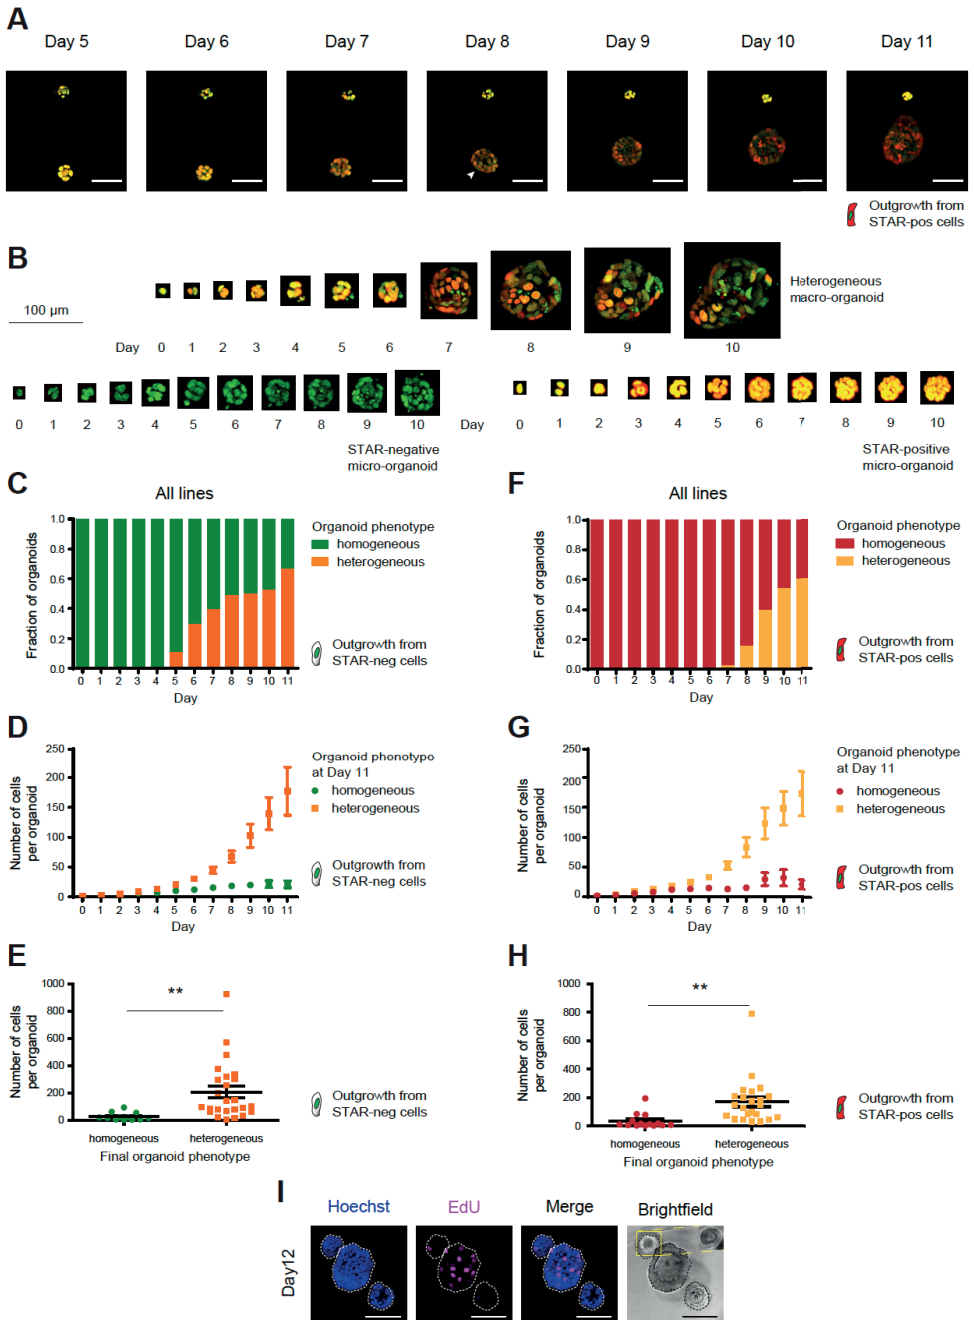 A
Day 5 Day 6 Day 7 Day 8 Day 9 Day 10 Day 11
Outgrowth from
STAR-pos cells
B
Heterogeneous
macro-organoid
100 µm
Day 0 1 2 3 4 5 6 7 8 9 10
0 1 2 3 4 5 6 7 8 9 10 Day 0 1 2 3 4 5 6 7 8 9 10
STAR-negative
micro-organoid
STAR-positive
micro-organoid
C
All lines
Fraction of organoids
1.0
0.8
0.6
0.4
0.2
0.0
0 1 2 3 4 5 6 7 8 9 10 11
Day
Organoid phenotype
homogeneous
heterogeneous
Outgrowth from
STAR-neg cells
F
All lines
Fraction of organoids
1.0
0.8
0.6
0.4
0.2
0.0
0 1 2 3 4 5 6 7 8 9 10 11
Day
Organoid phenotype
homogeneous
heterogeneous
Outgrowth from
STAR-pos cells
D
Number of cells
per organoid
250
200
150
100
50
0
0 1 2 3 4 5 6 7 8 9 10 11
Day
Organoid phenotypo
at Day 11
homogeneous
heterogeneous
Outgrowth from
STAR-neg cells
G
Number of cells
per organoid
250
200
150
100
50
0
0 1 2 3 4 5 6 7 8 9 10 11
Day
Organoid phenotype
at Day 11
homogeneous
heterogeneous
Outgrowth from
STAR-pos cells
E
Number of cells
per organoid
1000
800
600
400
200
0
**
homogeneous heterogeneous
Final organoid phenotype
Outgrowth from
STAR-neg cells
H
Number of cells
per organoid
1000
800
600
400
200
0
**
homogeneous heterogeneous
Final organoid phenotype
Outgrowth from
STAR-pos cells
I
Hoechst EdU Merge Brightfield
Day12